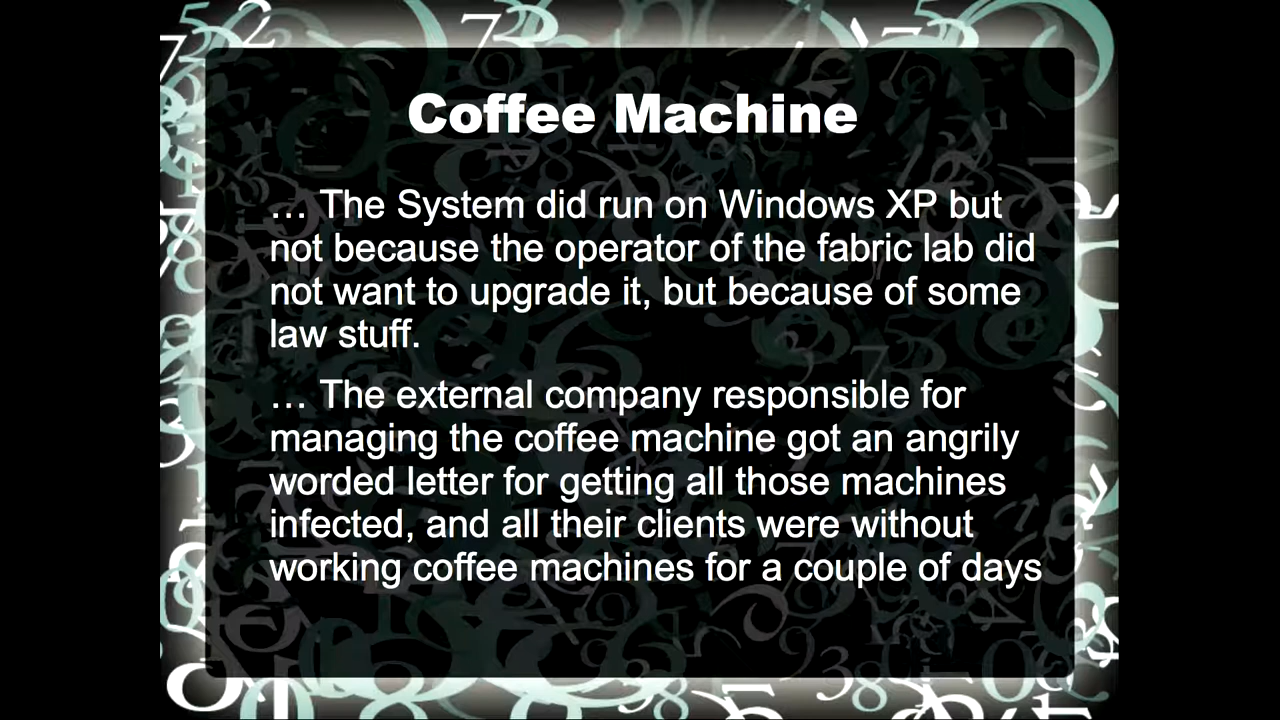 Coffee Machine
… The System did run on Windows XP but
not because the operator of the fabric lab did
not want to upgrade it, but because of some
law stuff.
… The external company responsible for
managing the coffee machine got an angrily
worded letter for getting all those machines
infected, and all their clients were without
working coffee machines for a couple of days